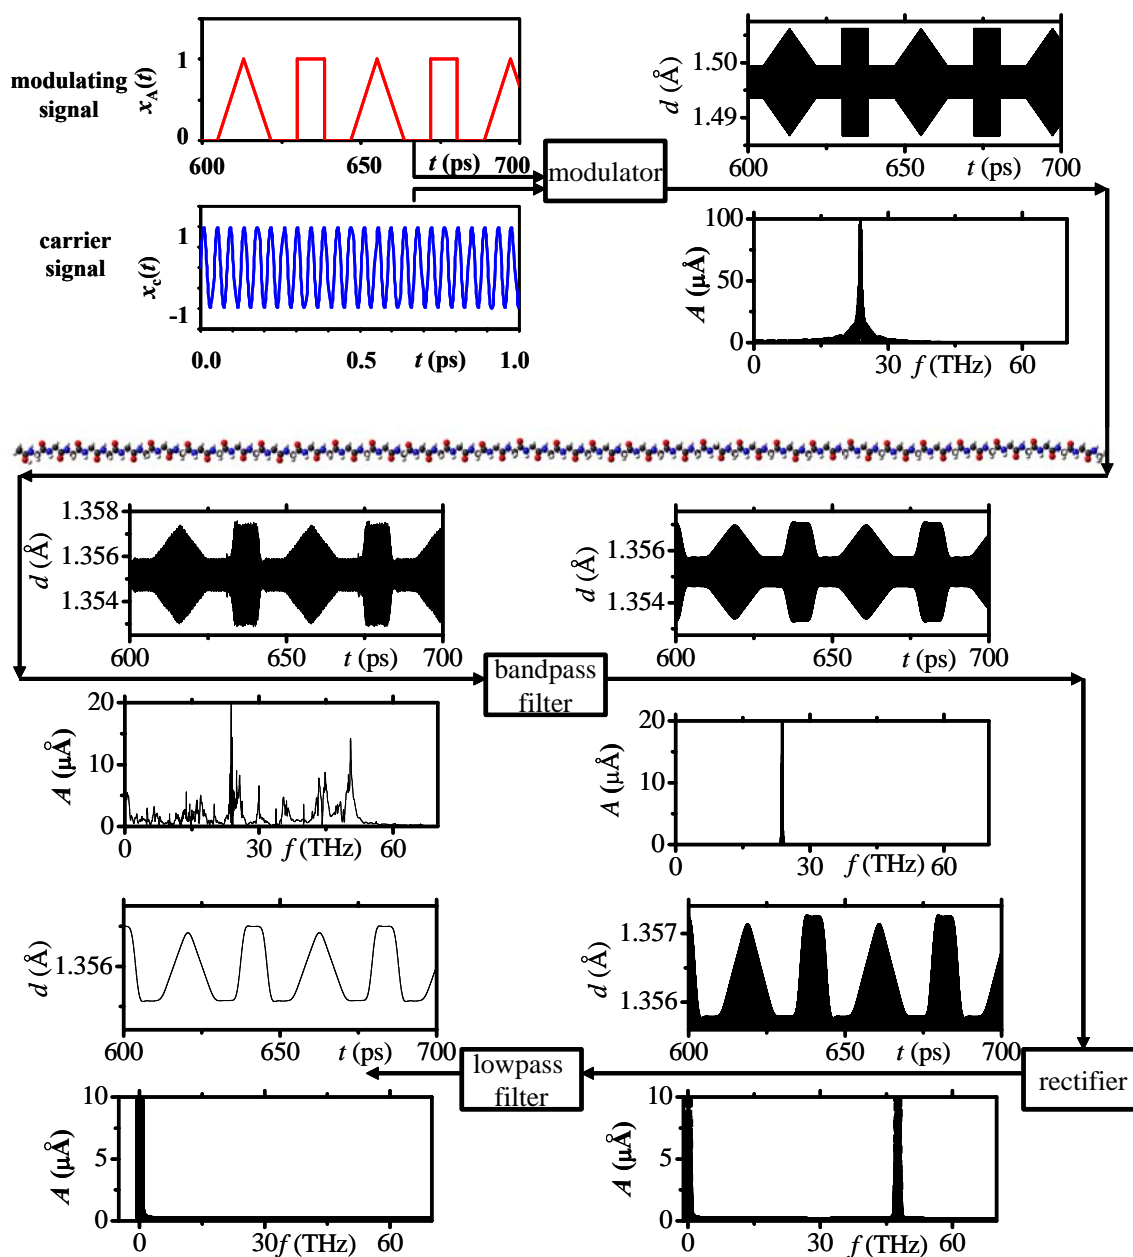 modulating
signal
x_A(t)
1
0
600
650
t (ps)
700
carrier
signal
x_c(t)
1
-1
0.0
0.5
t (ps)
1.0
modulator
d (Å)
1.50
1.49
600
650
t (ps)
700
A (µÅ)
100
50
0
0
30
f (THz)
60
d (Å)
1.358
1.356
1.354
600
650
t (ps)
700
A (µÅ)
20
10
0
0
30
f (THz)
60
bandpass
filter
d (Å)
1.356
1.354
600
650
t (ps)
700
A (µÅ)
20
10
0
0
30
f (THz)
60
d (Å)
1.357
1.356
600
650
t (ps)
700
rectifier
A (µÅ)
10
5
0
0
30
f (THz)
60
lowpass
filter
d (Å)
1.356
600
650
t (ps)
700
A (µÅ)
10
5
0
0
30
f (THz)
60